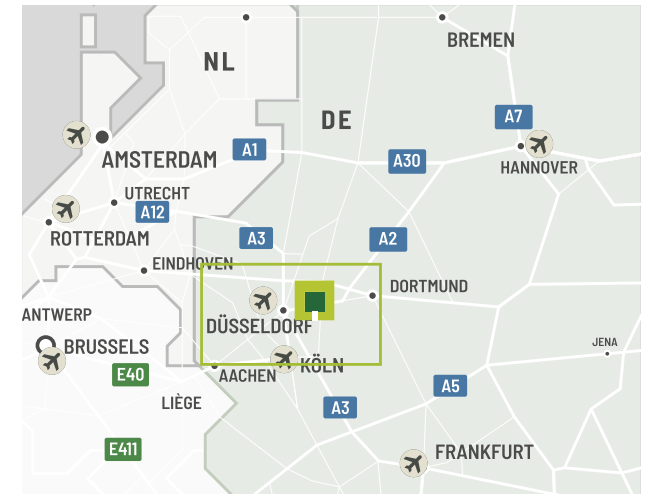 BREMEN
NL
DE
A7
AMSTERDAM
A1
A30
HANNOVER
UTRECHT
A12
ROTTERDAM
A3
A2
EINDHOVEN
DORTMUND
ANTWERP
DÜSSELDORF
BRUSSELS
JENA
KÖLN
E40
AACHEN
A5
LIÈGE
A3
E411
FRANKFURT